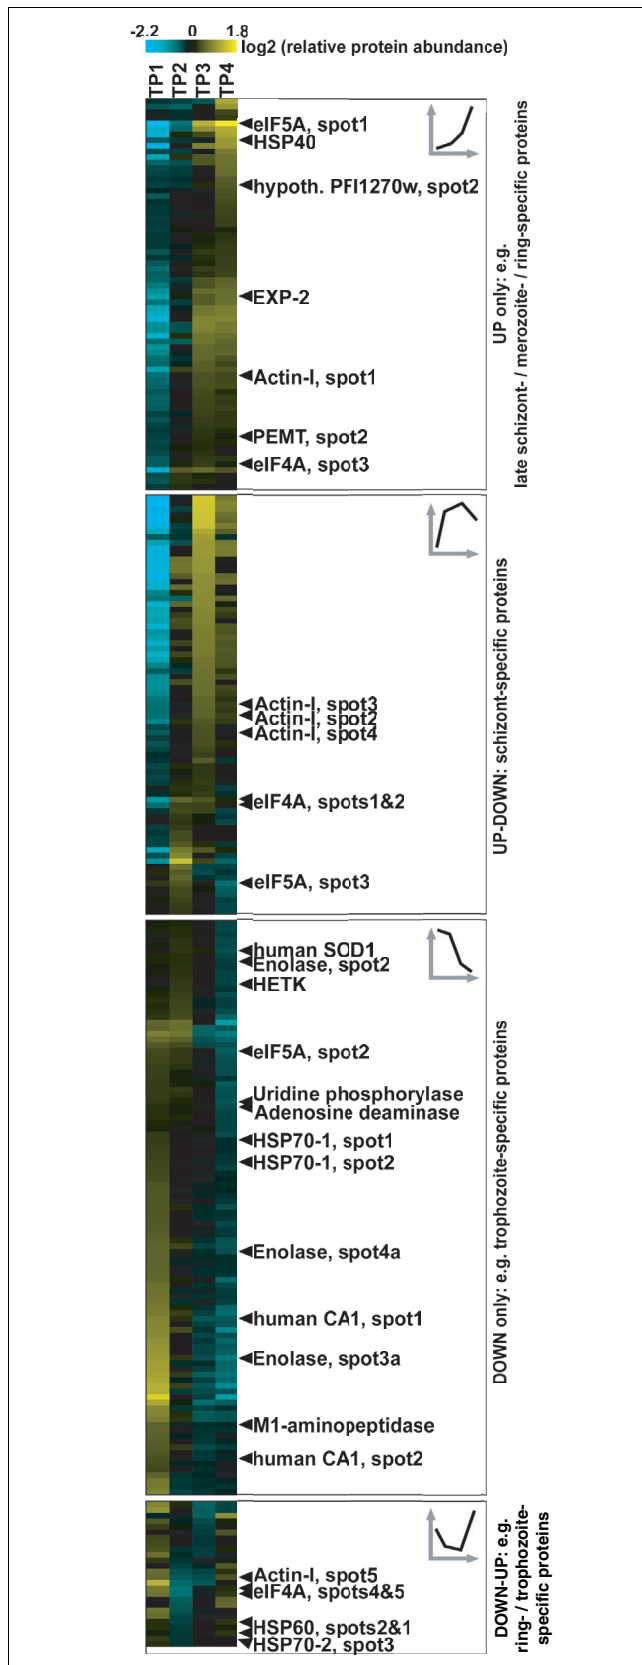 -2.2 0 1.8
log2 (relative protein abundance)
TP1 TP2 TP3 TP4
eIF5A, spot1
HSP40
hypoth. PFI1270w, spot2
EXP-2
Actin-I, spot1
PEMT, spot2
eIF4A, spot3
UP only: e.g.
late schizont- / merozoite- / ring-specific proteins
Actin-I, spot3
Actin-I, spot2
Actin-I, spot4
eIF4A, spots1&2
eIF5A, spot3
UP-DOWN: schizont-specific proteins
human SOD1
Enolase, spot2
HETK
eIF5A, spot2
Uridine phosphorylase
Adenosine deaminase
HSP70-1, spot1
HSP70-1, spot2
Enolase, spot4a
human CA1, spot1
Enolase, spot3a
M1-aminopeptidase
human CA1, spot2
DOWN only: e.g. trophozoite-specific proteins
Actin-I, spot5
eIF4A, spots4&5
HSP60, spots2&1
HSP70-2, spot3
DOWN-UP: e.g.
ring- / trophozoite-
specific proteins